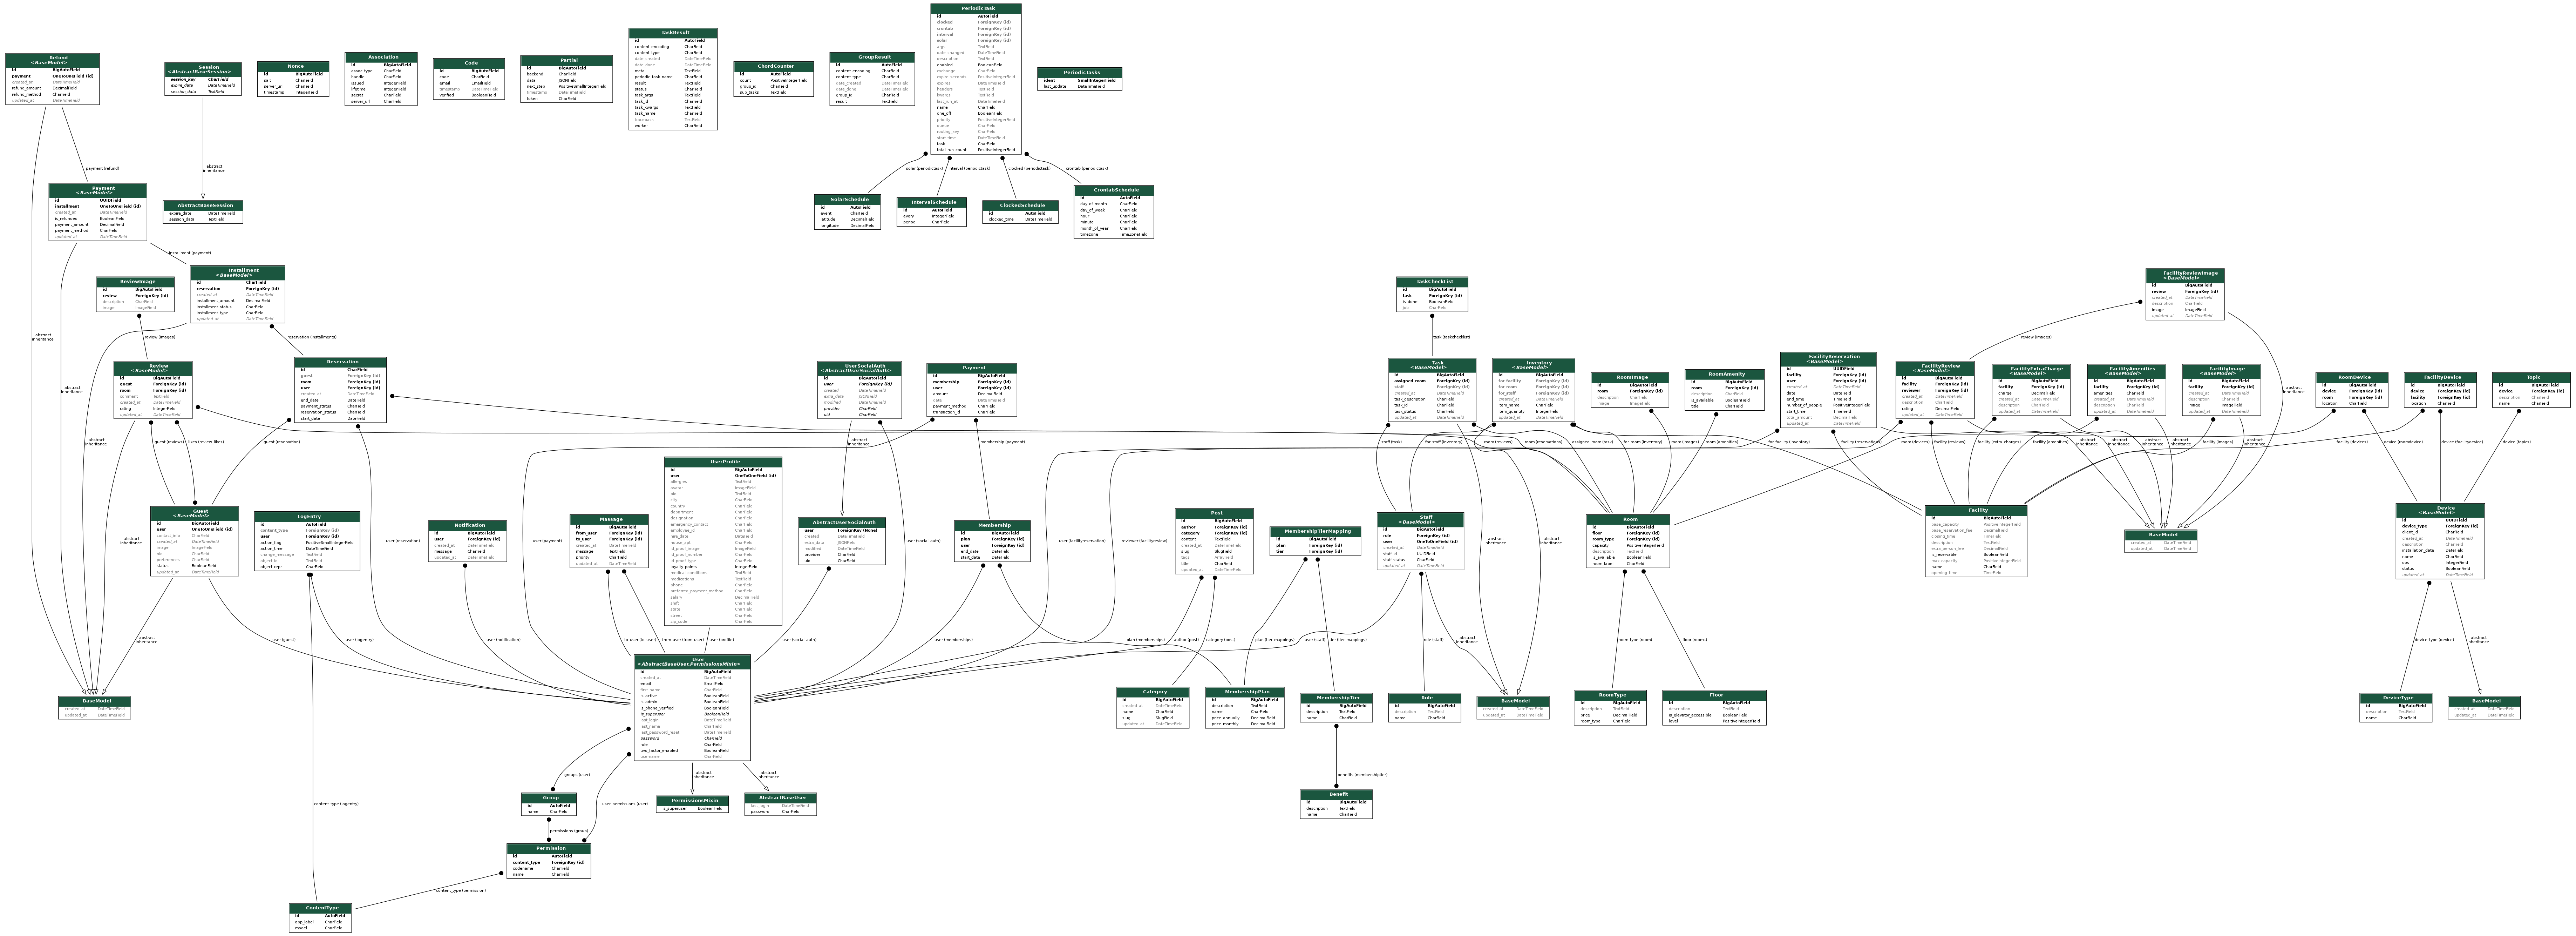 PeriodicTask
id AutoField
clocked ForeignKey (id)
crontab ForeignKey (id)
interval ForeignKey (id)
solar ForeignKey (id)
args TextField
date_changed DateTimeField
description TextField
enabled BooleanField
exchange CharField
expire_seconds PositiveIntegerField
expires DateTimeField
headers TextField
kwargs TextField
last_run_at DateTimeField
name CharField
one_off BooleanField
priority PositiveIntegerField
queue CharField
routing_key CharField
start_time DateTimeField
task CharField
total_run_count PositiveIntegerField
TaskResult
id AutoField
content_encoding CharField
content_type CharField
date_created DateTimeField
date_done DateTimeField
meta TextField
periodic_task_name CharField
result TextField
status CharField
task_args TextField
task_id CharField
task_kwargs TextField
task_name CharField
traceback TextField
worker CharField
Refund
<BaseModel>
id BigAutoField
payment OneToOneField (id)
created_at DateTimeField
refund_amount DecimalField
refund_method CharField
updated_at DateTimeField
Session
<AbstractBaseSession>
session_key CharField
expire_date DateTimeField
session_data TextField
Nonce
id BigAutoField
salt CharField
server_url CharField
timestamp IntegerField
Association
id BigAutoField
assoc_type CharField
handle CharField
issued IntegerField
lifetime IntegerField
secret CharField
server_url CharField
Code
id BigAutoField
code CharField
email EmailField
timestamp DateTimeField
verified BooleanField
Partial
id BigAutoField
backend CharField
data JSONField
next_step PositiveSmallIntegerField
timestamp DateTimeField
token CharField
ChordCounter
id AutoField
count PositiveIntegerField
group_id CharField
sub_tasks TextField
GroupResult
id AutoField
content_encoding CharField
content_type CharField
date_created DateTimeField
date_done DateTimeField
group_id CharField
result TextField
PeriodicTasks
ident SmallIntegerField
last_update DateTimeField
payment (refund)
abstract
inheritance
solar (periodictask)
interval (periodictask)
clocked (periodictask)
crontab (periodictask)
Payment
<BaseModel>
id UUIDField
installment OneToOneField (id)
created_at DateTimeField
is_refunded BooleanField
payment_amount DecimalField
payment_method CharField
updated_at DateTimeField
AbstractBaseSession
expire_date DateTimeField
session_data TextField
SolarSchedule
id AutoField
event CharField
latitude DecimalField
longitude DecimalField
IntervalSchedule
id AutoField
every IntegerField
period CharField
ClockedSchedule
id AutoField
clocked_time DateTimeField
CrontabSchedule
id AutoField
day_of_month CharField
day_of_week CharField
hour CharField
minute CharField
month_of_year CharField
timezone TimeZoneField
installment (payment)
ReviewImage
id BigAutoField
review ForeignKey (id)
description CharField
image ImageField
Installment
<BaseModel>
id CharField
reservation ForeignKey (id)
created_at DateTimeField
installment_amount DecimalField
installment_status CharField
installment_type CharField
updated_at DateTimeField
TaskCheckList
id BigAutoField
task ForeignKey (id)
is_done BooleanField
job CharField
FacilityReviewImage
<BaseModel>
id BigAutoField
review ForeignKey (id)
created_at DateTimeField
description CharField
image ImageField
updated_at DateTimeField
abstract
inheritance
review (images)
reservation (installments)
task (taskchecklist)
review (images)
Review
<BaseModel>
id BigAutoField
guest ForeignKey (id)
room ForeignKey (id)
comment TextField
created_at DateTimeField
rating IntegerField
updated_at DateTimeField
Reservation
id CharField
guest ForeignKey (id)
room ForeignKey (id)
user ForeignKey (id)
created_at DateTimeField
end_date DateField
payment_status CharField
reservation_status CharField
start_date DateField
UserSocialAuth
<AbstractUserSocialAuth>
id BigAutoField
user ForeignKey (id)
created DateTimeField
extra_data JSONField
modified DateTimeField
provider CharField
uid CharField
Payment
id BigAutoField
membership ForeignKey (id)
user ForeignKey (id)
amount DecimalField
date DateTimeField
payment_method CharField
transaction_id CharField
Task
<BaseModel>
id BigAutoField
assigned_room ForeignKey (id)
staff ForeignKey (id)
created_at DateTimeField
task_description CharField
task_id CharField
task_status CharField
updated_at DateTimeField
Inventory
<BaseModel>
id BigAutoField
for_facility ForeignKey (id)
for_room ForeignKey (id)
for_staff ForeignKey (id)
created_at DateTimeField
item_name CharField
item_quantity IntegerField
updated_at DateTimeField
RoomImage
id BigAutoField
room ForeignKey (id)
description CharField
image ImageField
RoomAmenity
id BigAutoField
room ForeignKey (id)
description CharField
is_available BooleanField
title CharField
FacilityReservation
<BaseModel>
id UUIDField
facility ForeignKey (id)
user ForeignKey (id)
created_at DateTimeField
date DateField
end_time TimeField
number_of_people PositiveIntegerField
start_time TimeField
total_amount DecimalField
updated_at DateTimeField
FacilityReview
<BaseModel>
id BigAutoField
facility ForeignKey (id)
reviewer ForeignKey (id)
created_at DateTimeField
description CharField
rating DecimalField
updated_at DateTimeField
FacilityExtraCharge
<BaseModel>
id BigAutoField
facility ForeignKey (id)
charge DecimalField
created_at DateTimeField
description CharField
updated_at DateTimeField
FacilityAmenities
<BaseModel>
id BigAutoField
facility ForeignKey (id)
amenities CharField
created_at DateTimeField
description CharField
updated_at DateTimeField
FacilityImage
<BaseModel>
id BigAutoField
facility ForeignKey (id)
created_at DateTimeField
description CharField
image ImageField
updated_at DateTimeField
RoomDevice
id BigAutoField
device ForeignKey (id)
room ForeignKey (id)
location CharField
FacilityDevice
id BigAutoField
device ForeignKey (id)
facility ForeignKey (id)
location CharField
Topic
id BigAutoField
device ForeignKey (id)
description CharField
name CharField
abstract
inheritance
abstract
inheritance
abstract
inheritance
guest (reviews)
likes (review_likes)
guest (reservation)
abstract
inheritance
membership (payment)
staff (task)
for_staff (inventory)
room (reviews)
room (reservations)
assigned_room (task)
for_room (inventory)
room (images)
room (amenities)
for_facility (inventory)
facility (reservations)
room (devices)
facility (reviews)
facility (extra_charges)
facility (amenities)
abstract
inheritance
abstract
inheritance
abstract
inheritance
facility (images)
abstract
inheritance
facility (devices)
device (roomdevice)
device (facilitydevice)
device (topics)
UserProfile
id BigAutoField
user OneToOneField (id)
allergies TextField
avatar ImageField
bio TextField
city CharField
country CharField
department CharField
designation CharField
emergency_contact CharField
employee_id CharField
hire_date DateField
house_apt CharField
id_proof_image ImageField
id_proof_number CharField
id_proof_type CharField
loyalty_points IntegerField
medical_conditions TextField
medications TextField
phone CharField
preferred_payment_method CharField
salary DecimalField
shift CharField
state CharField
street CharField
zip_code CharField
Guest
<BaseModel>
id BigAutoField
user OneToOneField (id)
contact_info CharField
created_at DateTimeField
image ImageField
nid CharField
preferences CharField
status BooleanField
updated_at DateTimeField
LogEntry
id AutoField
content_type ForeignKey (id)
user ForeignKey (id)
action_flag PositiveSmallIntegerField
action_time DateTimeField
change_message TextField
object_id TextField
object_repr CharField
Notification
id BigAutoField
user ForeignKey (id)
created_at DateTimeField
message CharField
updated_at DateTimeField
Massage
id BigAutoField
from_user ForeignKey (id)
to_user ForeignKey (id)
created_at DateTimeField
message TextField
priority CharField
updated_at DateTimeField
AbstractUserSocialAuth
user ForeignKey (None)
created DateTimeField
extra_data JSONField
modified DateTimeField
provider CharField
uid CharField
Membership
id BigAutoField
plan ForeignKey (id)
user ForeignKey (id)
end_date DateField
start_date DateField
Post
id BigAutoField
author ForeignKey (id)
category ForeignKey (id)
content TextField
created_at DateTimeField
slug SlugField
tags ArrayField
title CharField
updated_at DateTimeField
MembershipTierMapping
id BigAutoField
plan ForeignKey (id)
tier ForeignKey (id)
Staff
<BaseModel>
id BigAutoField
role ForeignKey (id)
user OneToOneField (id)
created_at DateTimeField
staff_id UUIDField
staff_status CharField
updated_at DateTimeField
Room
id BigAutoField
floor ForeignKey (id)
room_type ForeignKey (id)
capacity PositiveIntegerField
description TextField
is_available BooleanField
room_label CharField
Facility
id BigAutoField
base_capacity PositiveIntegerField
base_reservation_fee DecimalField
closing_time TimeField
description TextField
extra_person_fee DecimalField
is_reservable BooleanField
max_capacity PositiveIntegerField
name CharField
opening_time TimeField
BaseModel
created_at DateTimeField
updated_at DateTimeField
Device
<BaseModel>
id UUIDField
device_type ForeignKey (id)
client_id CharField
created_at DateTimeField
description CharField
installation_date DateField
name CharField
qos IntegerField
status BooleanField
updated_at DateTimeField
user (reservation)
user (payment)
user (social_auth)
user (facilityreservation)
reviewer (facilityreview)
abstract
inheritance
abstract
inheritance
abstract
inheritance
user (guest)
user (logentry)
user (notification)
to_user (to_user)
from_user (from_user)
user (profile)
user (social_auth)
user (memberships)
plan (memberships)
author (post)
category (post)
plan (tier_mappings)
user (staff)
tier (tier_mappings)
role (staff)
abstract
inheritance
room_type (room)
floor (rooms)
device_type (device)
abstract
inheritance
User
<AbstractBaseUser,PermissionsMixin>
id BigAutoField
created_at DateTimeField
email EmailField
first_name CharField
is_active BooleanField
is_admin BooleanField
is_phone_verified BooleanField
is_superuser BooleanField
last_login DateTimeField
last_name CharField
last_password_reset DateTimeField
password CharField
role CharField
two_factor_enabled BooleanField
username CharField
BaseModel
created_at DateTimeField
updated_at DateTimeField
Category
id BigAutoField
created_at DateTimeField
name CharField
slug SlugField
updated_at DateTimeField
MembershipPlan
id BigAutoField
description TextField
name CharField
price_annually DecimalField
price_monthly DecimalField
MembershipTier
id BigAutoField
description TextField
name CharField
Role
id BigAutoField
description TextField
name CharField
BaseModel
created_at DateTimeField
updated_at DateTimeField
RoomType
id BigAutoField
description TextField
price DecimalField
room_type CharField
Floor
id BigAutoField
description TextField
is_elevator_accessible BooleanField
level PositiveIntegerField
DeviceType
id BigAutoField
description TextField
name CharField
BaseModel
created_at DateTimeField
updated_at DateTimeField
groups (user)
abstract
inheritance
abstract
inheritance
benefits (membershiptier)
user_permissions (user)
content_type (logentry)
Group
id AutoField
name CharField
PermissionsMixin
is_superuser BooleanField
AbstractBaseUser
last_login DateTimeField
password CharField
Benefit
id BigAutoField
description TextField
name CharField
permissions (group)
Permission
id AutoField
content_type ForeignKey (id)
codename CharField
name CharField
content_type (permission)
ContentType
id AutoField
app_label CharField
model CharField